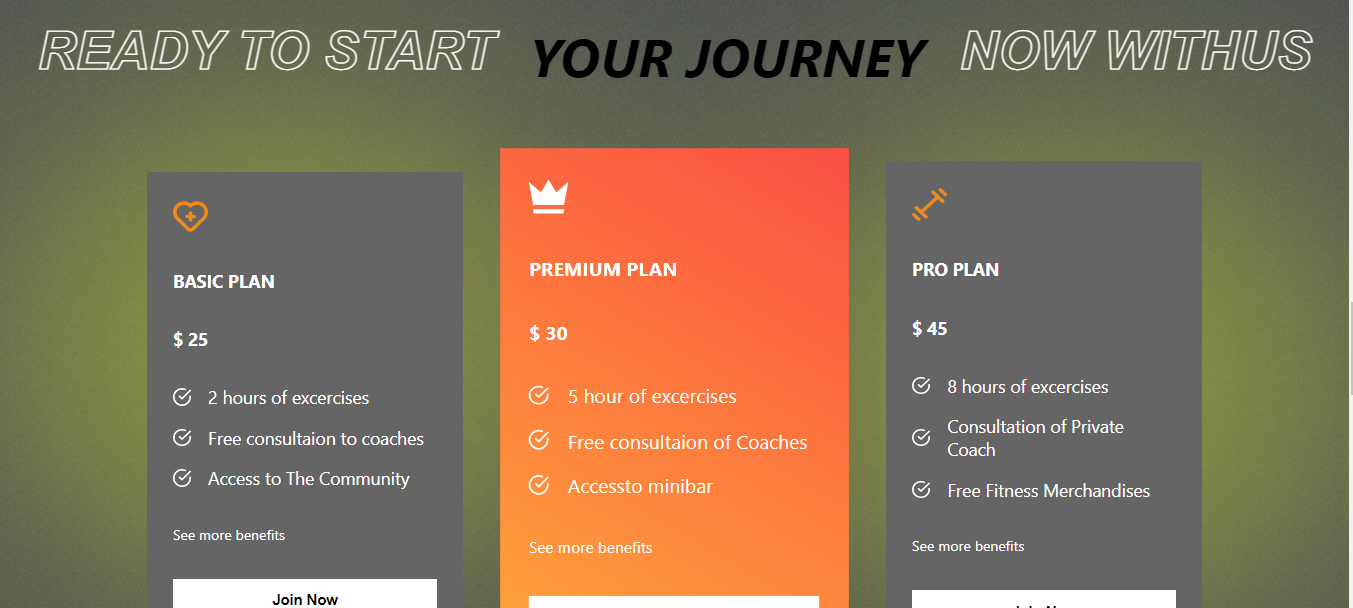 READY TO START YOUR JOURNEY NOW WITHUS
BASIC PLAN
$ 25
2 hours of excercises
Free consultaion to coaches
Access to The Community
See more benefits
Join Now
PREMIUM PLAN
$ 30
5 hour of excercises
Free consultaion of Coaches
Accessto minibar
See more benefits
PRO PLAN
$ 45
8 hours of excercises
Consultation of Private
Coach
Free Fitness Merchandises
See more benefits